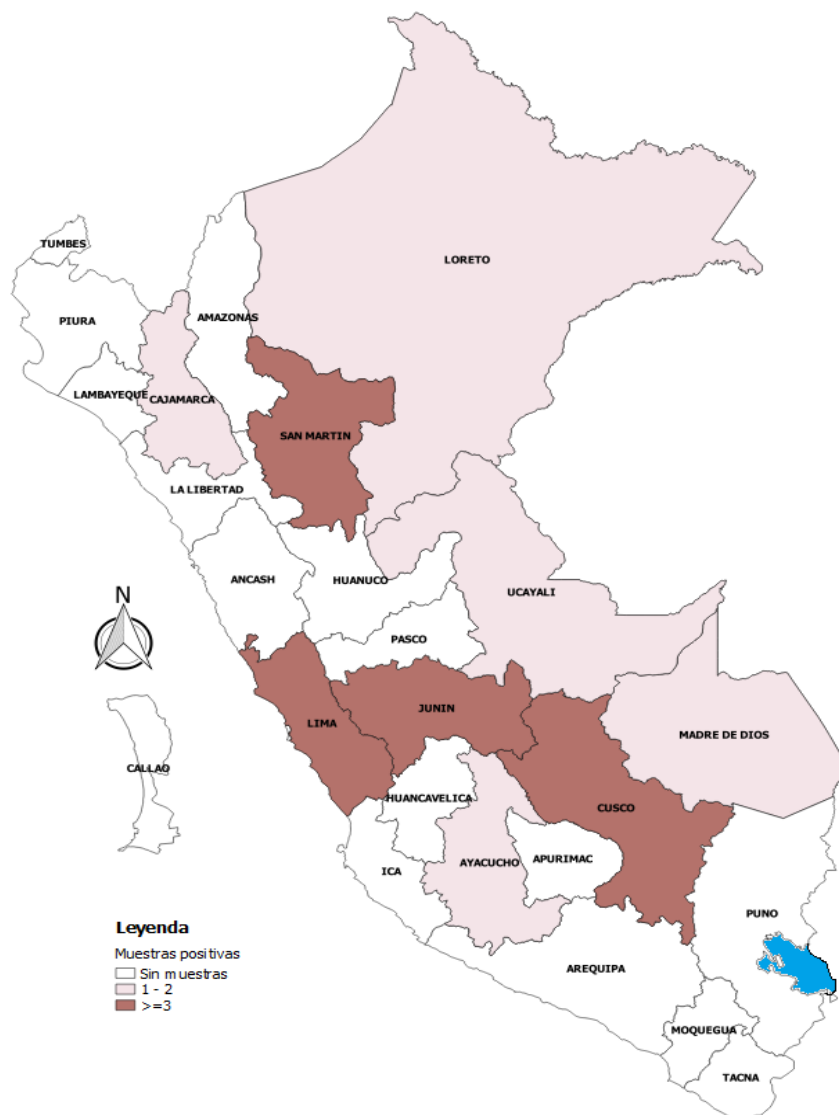 LORETO
TUMBES
PIURA
AMAZONAS
LAMBAYEQUE
CAJAMARCA
SAN MARTIN
LA LIBERTAD
ANCASH
HUANUCO
UCAYALI
N
PASCO
LIMA
JUNIN
MADRE DE DIOS
CALLAO
HUANCAVELICA
CUSCO
ICA
AYACUCHO
APURIMAC
PUNO
AREQUIPA
MOQUEGUA
TACNA
Leyenda
Muestras positivas
Sin muestras
1 - 2
>=3